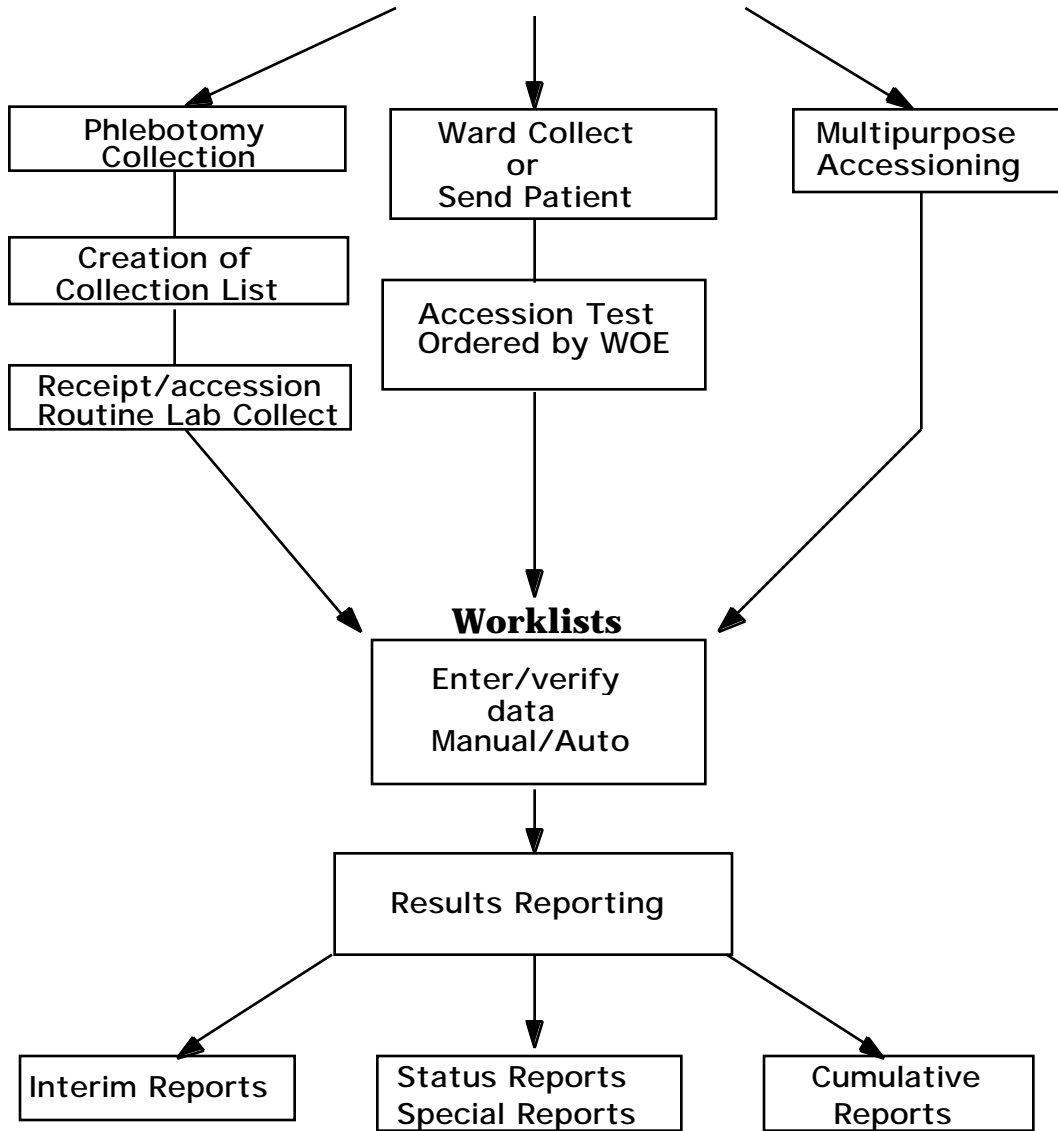 Phlebotomy
Collection
Ward Collect
or
Send Patient
Multipurpose
Accessioning
Creation of
Collection List
Accession Test
Ordered by WOE
Receipt/accession
Routine Lab Collect
Worklists
Enter/verify
data
Manual/Auto
Results Reporting
Interim Reports
Status Reports
Special Reports
Cumulative
Reports